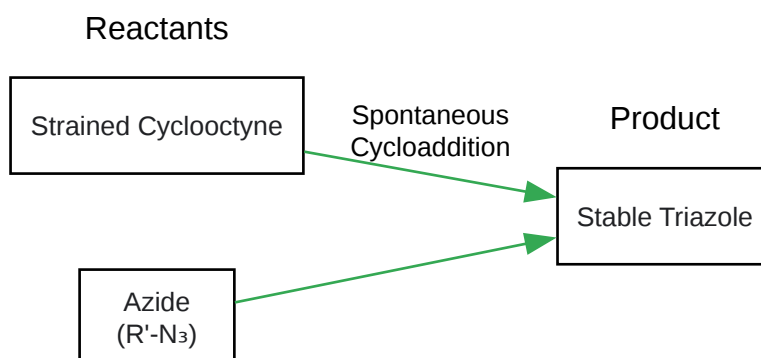 Reactants
Strained Cyclooctyne
Spontaneous
Cycloaddition
Product
Stable Triazole
Azide
(R'-N₃)